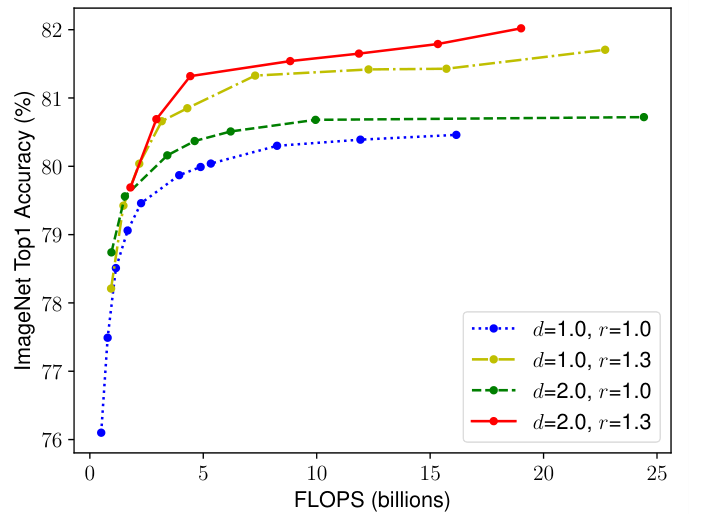 ImageNet Top1 Accuracy (%)
82
81
80
79
78
77
76
d=1.0, r=1.0
d=1.0, r=1.3
d=2.0, r=1.0
d=2.0, r=1.3
0 5 10 15 20 25
FLOPS (billions)